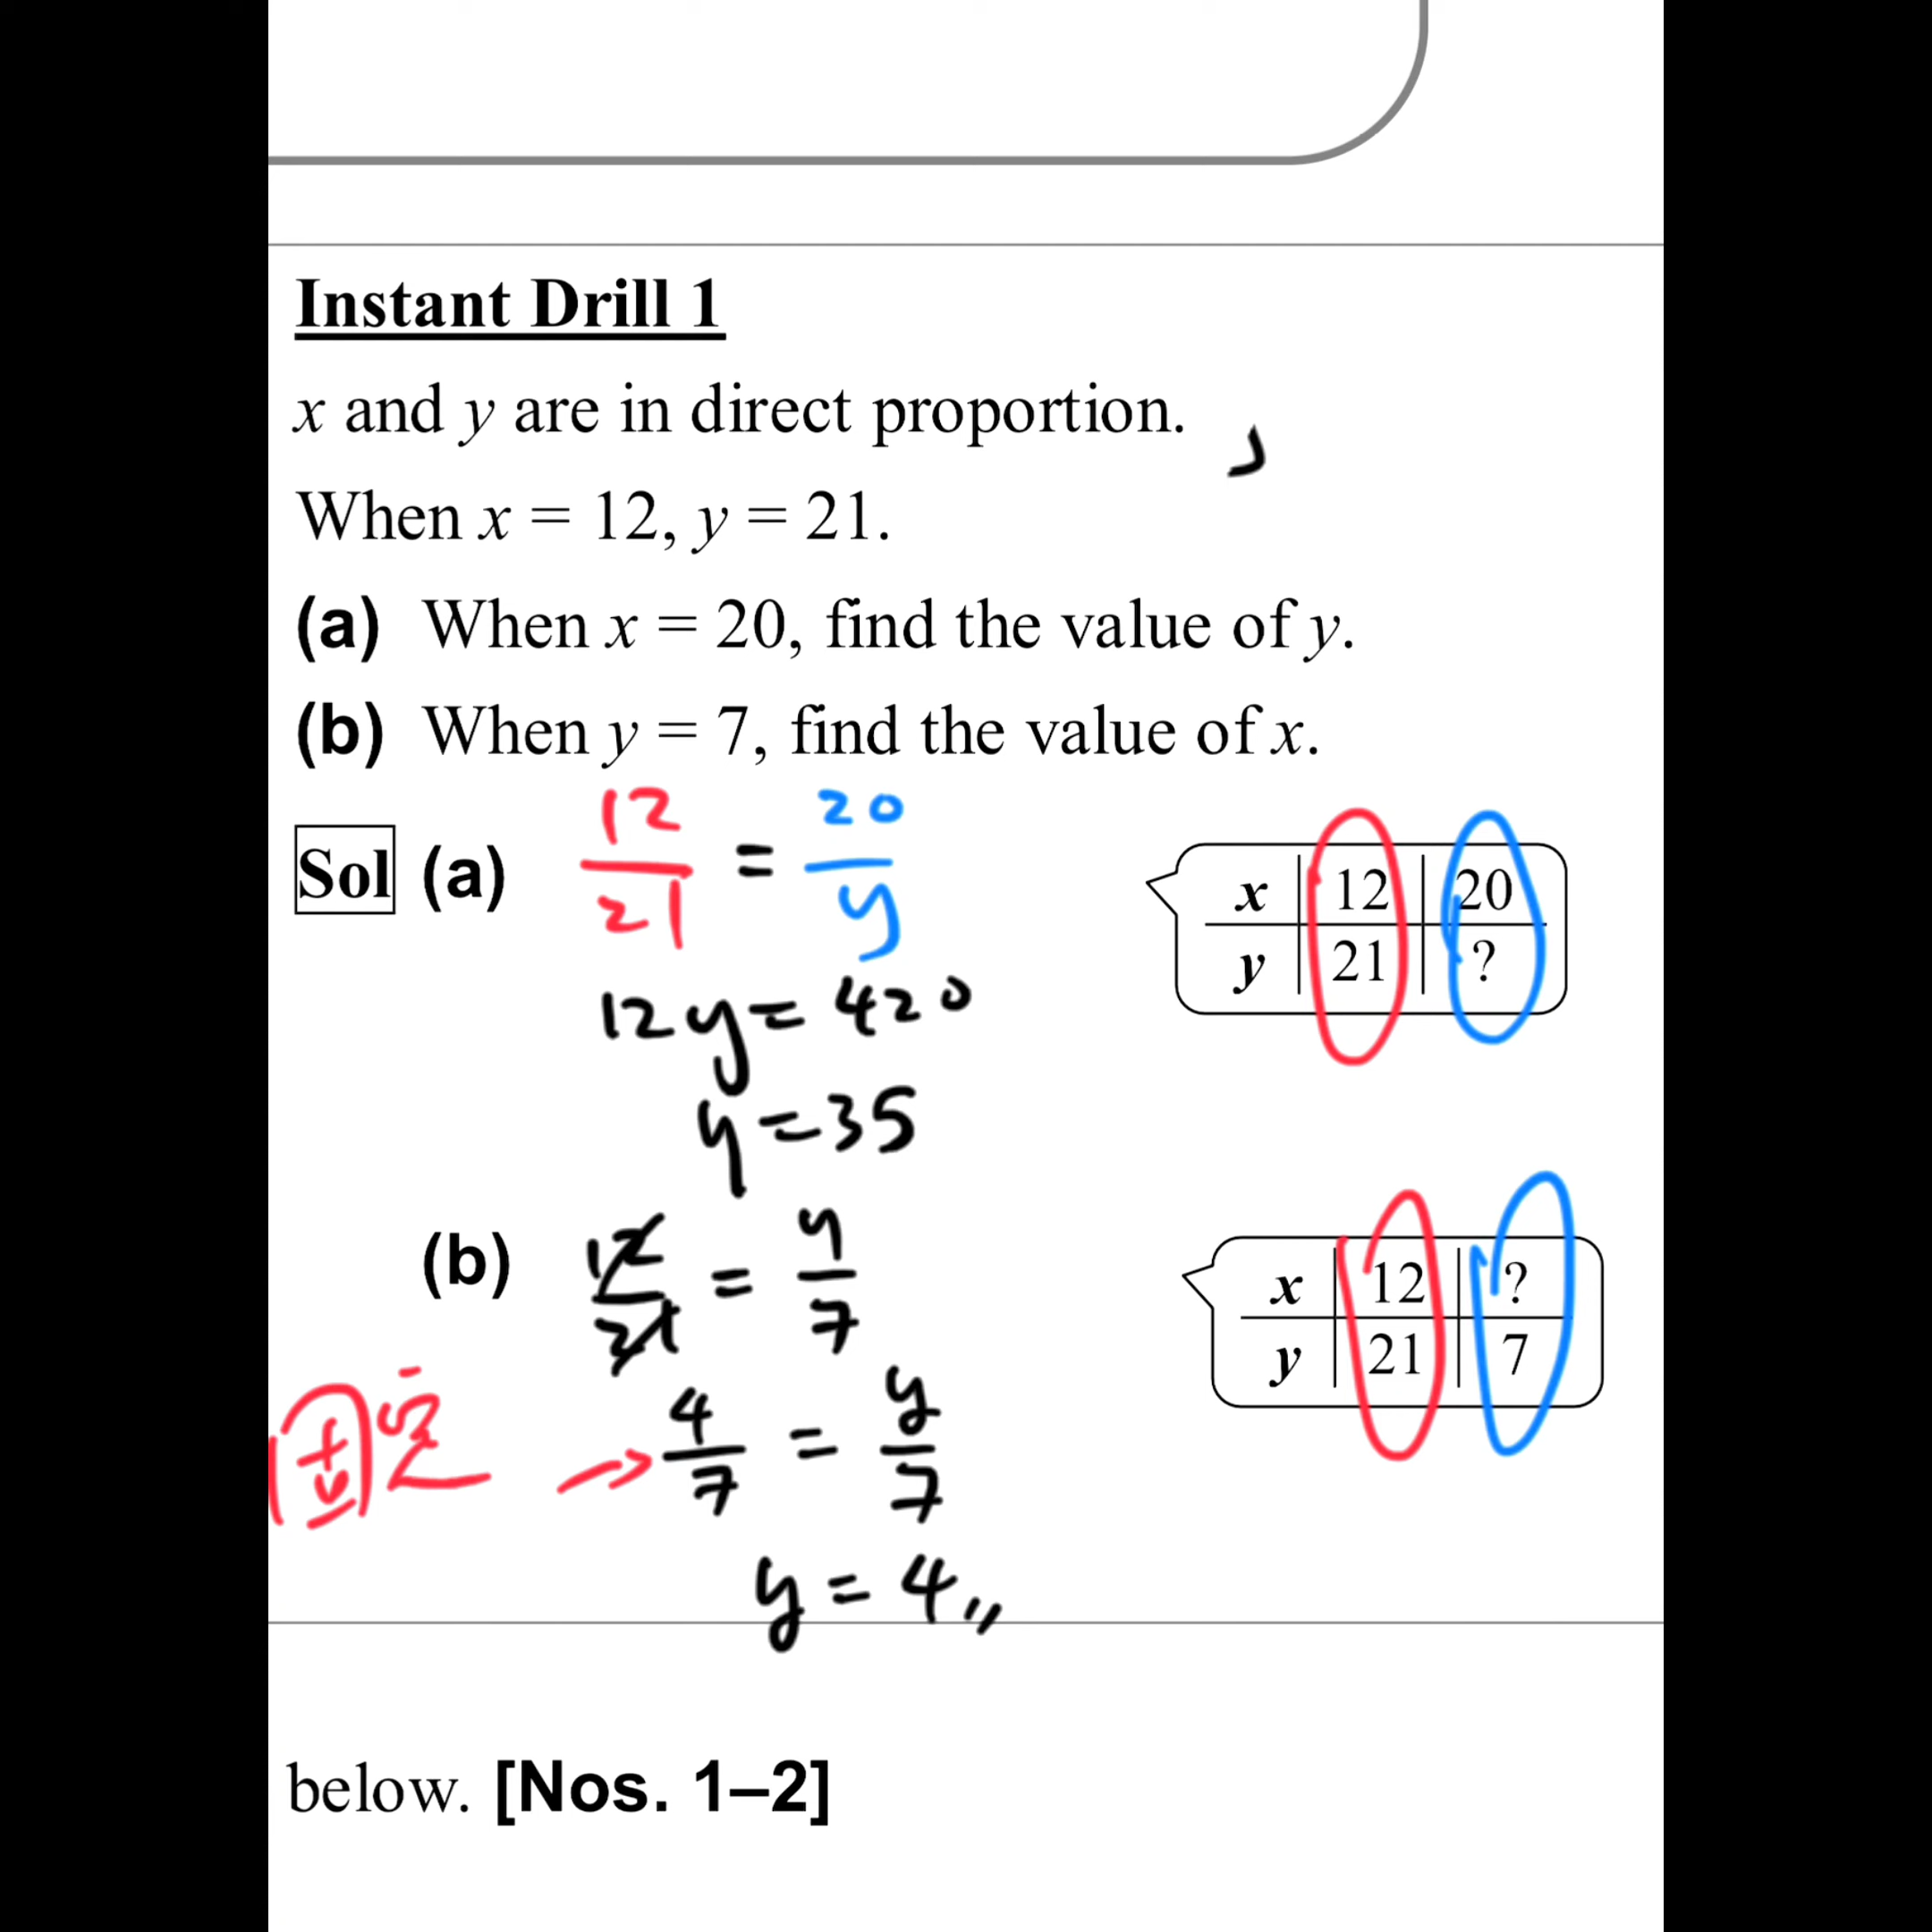 Instant Drill 1
x and y are in direct proportion.
When x = 12, y = 21.
(a) When x = 20, find the value of y.
(b) When y = 7, find the value of x.
Sol (a) 12/21 = 20/y
x 12 20
y 21 ?
12y = 420
y = 35
(b) 12/21 = y/7
x 12 ?
y 21 7
固定 → 4/7 = y/7
y = 4
below. [Nos. 1–2]